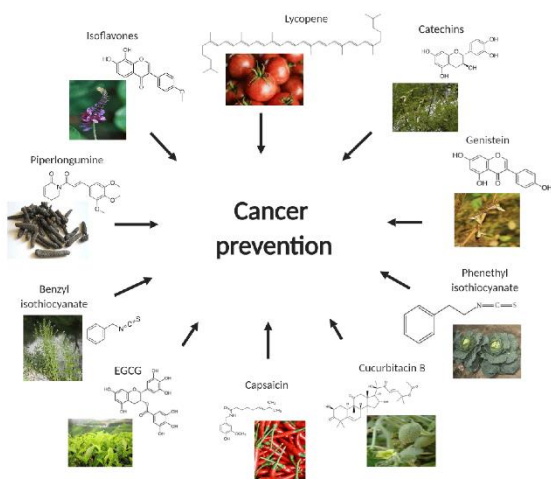 Lycopene
Isoflavones
Catechins
Genistein
Piperlongumine
Cancer
prevention
Benzyl
isothiocyanate
Phenethyl
isothiocyanate
EGCG
Capsaicin
Cucurbitacin B